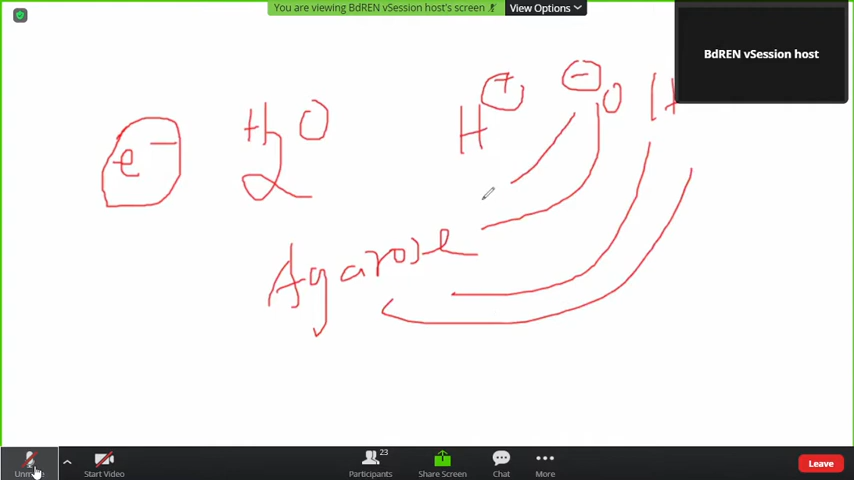 You are viewing BdREN vSession host's screen
View Options
BdREN vSession host
e⁻ H₂O H⁺ ⁻OH
Agarose
Start Video
23
Participants
Share Screen
Chat
More
Leave